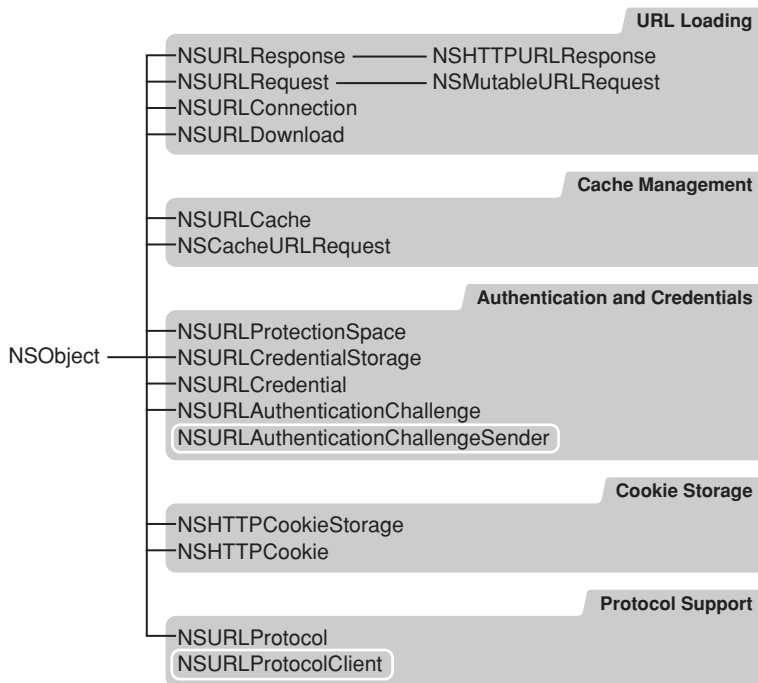 URL Loading
NSURLResponse NSHTTPURLResponse
NSURLRequest NSMutableURLRequest
NSURLConnection
NSURLDownload
Cache Management
NSURLCache
NSCacheURLRequest
Authentication and Credentials
NSURLProtectionSpace
NSObject
NSURLCredentialStorage
NSURLCredential
NSURLAuthenticationChallenge
NSURLAuthenticationChallengeSender
Cookie Storage
NSHTTPCookieStorage
NSHTTPCookie
Protocol Support
NSURLProtocol
NSURLProtocolClient